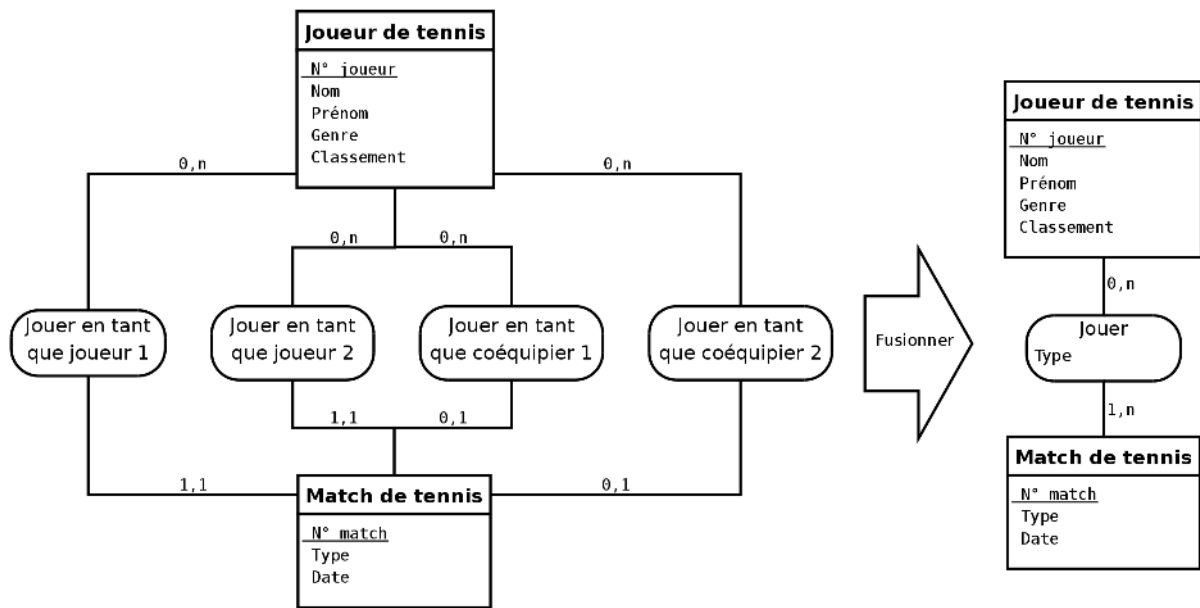 Joueur de tennis
N° joueur
Nom
Prénom
Genre
Classement
0,n
0,n
0,n
0,n
Jouer en tant
que joueur 1
Jouer en tant
que joueur 2
Jouer en tant
que coéquipier 1
Jouer en tant
que coéquipier 2
1,1
0,1
1,1
0,1
Match de tennis
N° match
Type
Date
Fusionner
Joueur de tennis
N° joueur
Nom
Prénom
Genre
Classement
0,n
Jouer
Type
1,n
Match de tennis
N° match
Type
Date